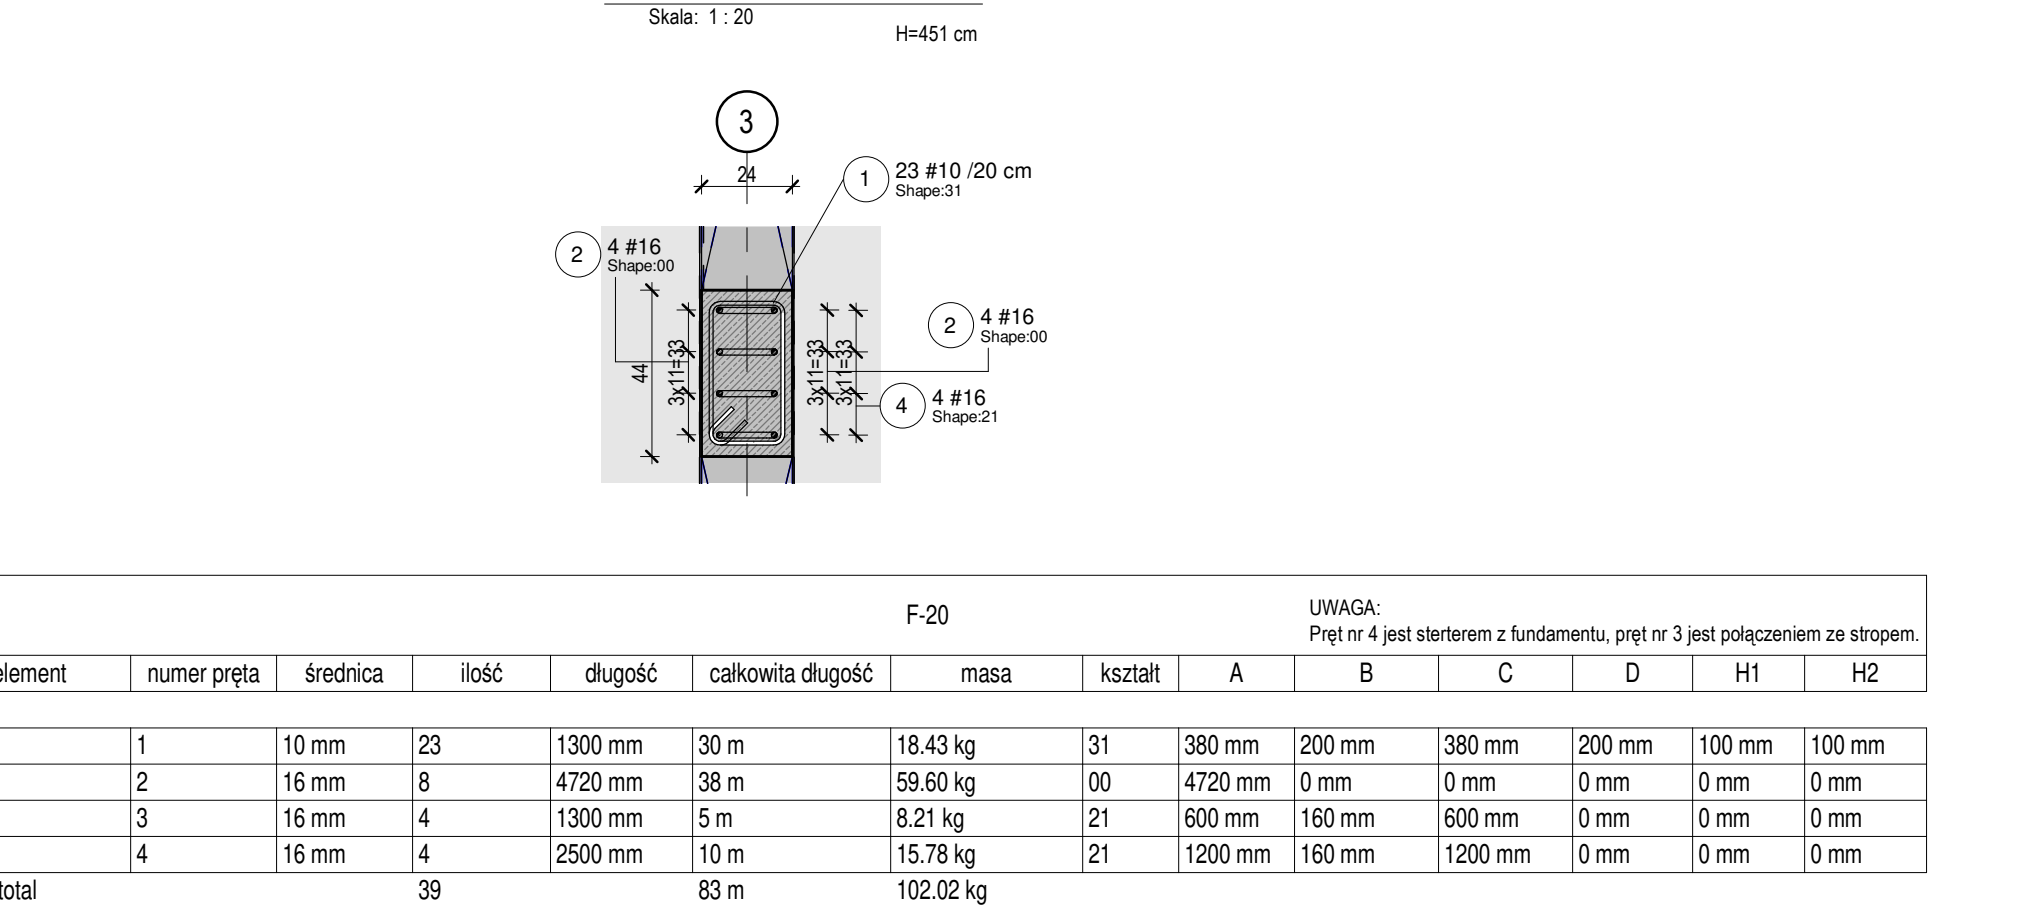 Skala: 1 : 20
H=451 cm
3
24
1
23 #10 /20 cm
Shape:31
2
4 #16
Shape:00
2
4 #16
Shape:00
44
3x11=33
3x11=33
3x11=33
4
4 #16
Shape:21
F-20
UWAGA:
Pręt nr 4 jest sterterem z fundamentu, pręt nr 3 jest połączeniem ze stropem.
element numer pręta średnica ilość długość całkowita długość masa kształt A B C D H1 H2
1 10 mm 23 1300 mm 30 m 18.43 kg 31 380 mm 200 mm 380 mm 200 mm 100 mm 100 mm
2 16 mm 8 4720 mm 38 m 59.60 kg 00 4720 mm 0 mm 0 mm 0 mm 0 mm 0 mm
3 16 mm 4 1300 mm 5 m 8.21 kg 21 600 mm 160 mm 600 mm 0 mm 0 mm 0 mm
4 16 mm 4 2500 mm 10 m 15.78 kg 21 1200 mm 160 mm 1200 mm 0 mm 0 mm 0 mm
total 39 83 m 102.02 kg